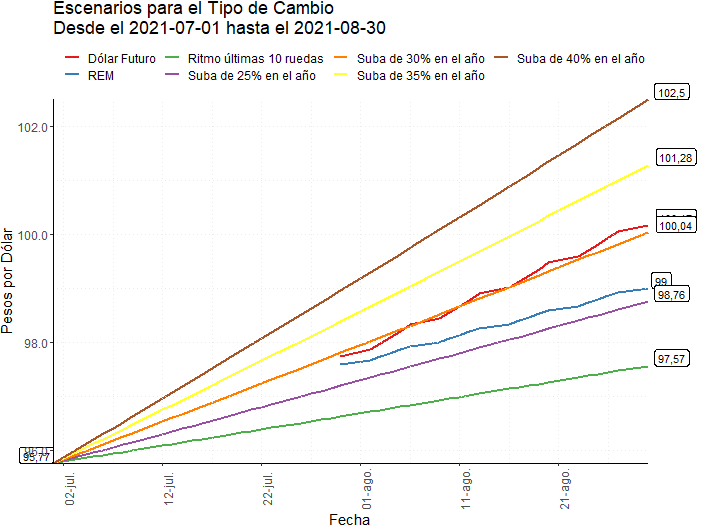 Escenarios para el Tipo de Cambio
Desde el 2021-07-01 hasta el 2021-08-30
Dólar Futuro
Ritmo últimas 10 ruedas
Suba de 30% en el año
Suba de 40% en el año
REM
Suba de 25% en el año
Suba de 35% en el año
102,5
102.0
101,28
100,04
100.0
99
98,76
98.0
97,57
95,77
Pesos por Dólar
02-jul.
12-jul.
22-jul.
01-ago.
11-ago.
21-ago.
Fecha